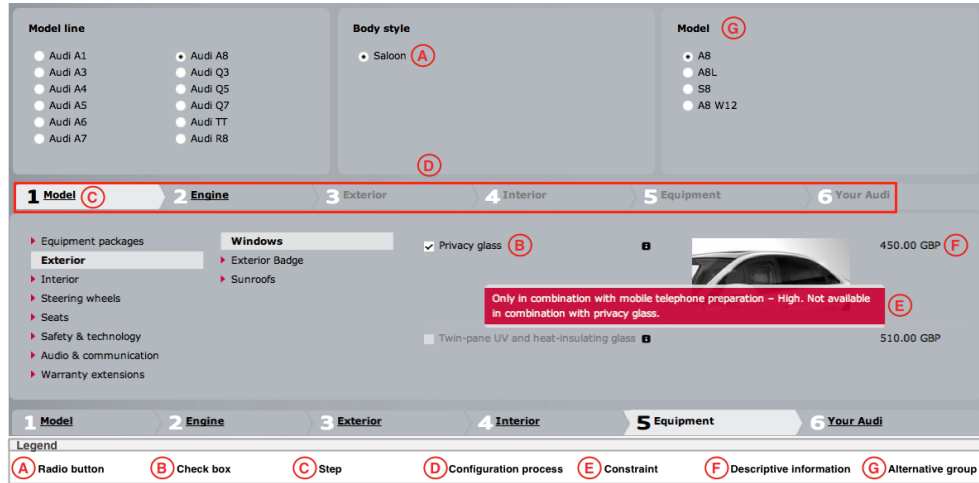 Model line
Audi A1
Audi A3
Audi A4
Audi A5
Audi A6
Audi A7
Audi A8
Audi Q3
Audi Q5
Audi Q7
Audi TT
Audi R8
Body style
Saloon A
Model G
A8
A8L
S8
A8 W12
D
1 Model C 2 Engine 3 Exterior 4 Interior 5 Equipment 6 Your Audi
Equipment packages
Exterior
Interior
Steering wheels
Seats
Safety & technology
Audio & communication
Warranty extensions
Windows
Exterior Badge
Sunroofs
Privacy glass B i 450.00 GBP F
Only in combination with mobile telephone preparation – High. Not available
in combination with privacy glass.
E
Twin-pane UV and heat-insulating glass i 510.00 GBP
1 Model 2 Engine 3 Exterior 4 Interior 5 Equipment 6 Your Audi
Legend
A Radio button B Check box C Step D Configuration process E Constraint F Descriptive information G Alternative group